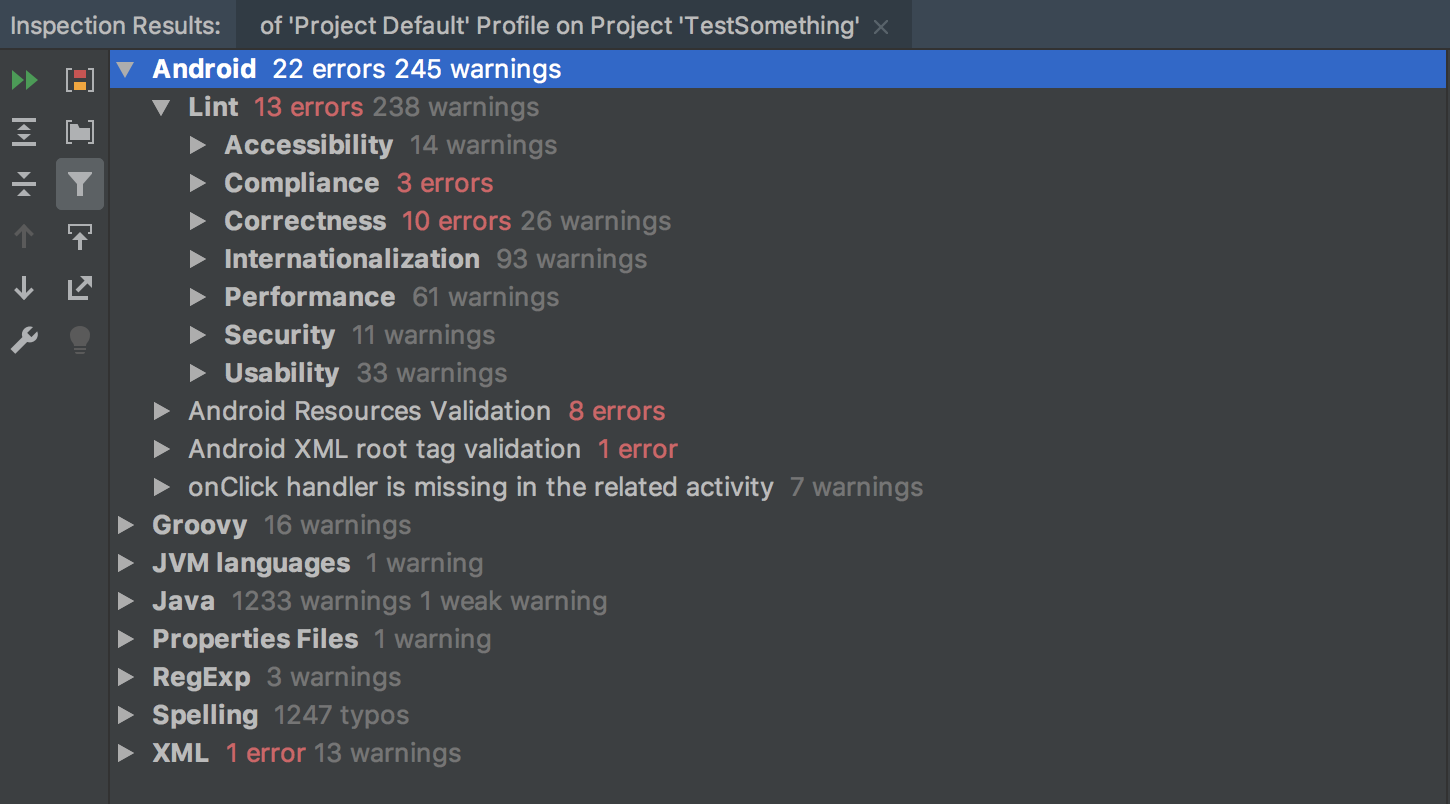 Inspection Results: of 'Project Default' Profile on Project 'TestSomething'
Android 22 errors 245 warnings
Lint 13 errors 238 warnings
Accessibility 14 warnings
Compliance 3 errors
Correctness 10 errors 26 warnings
Internationalization 93 warnings
Performance 61 warnings
Security 11 warnings
Usability 33 warnings
Android Resources Validation 8 errors
Android XML root tag validation 1 error
onClick handler is missing in the related activity 7 warnings
Groovy 16 warnings
JVM languages 1 warning
Java 1233 warnings 1 weak warning
Properties Files 1 warning
RegExp 3 warnings
Spelling 1247 typos
XML 1 error 13 warnings